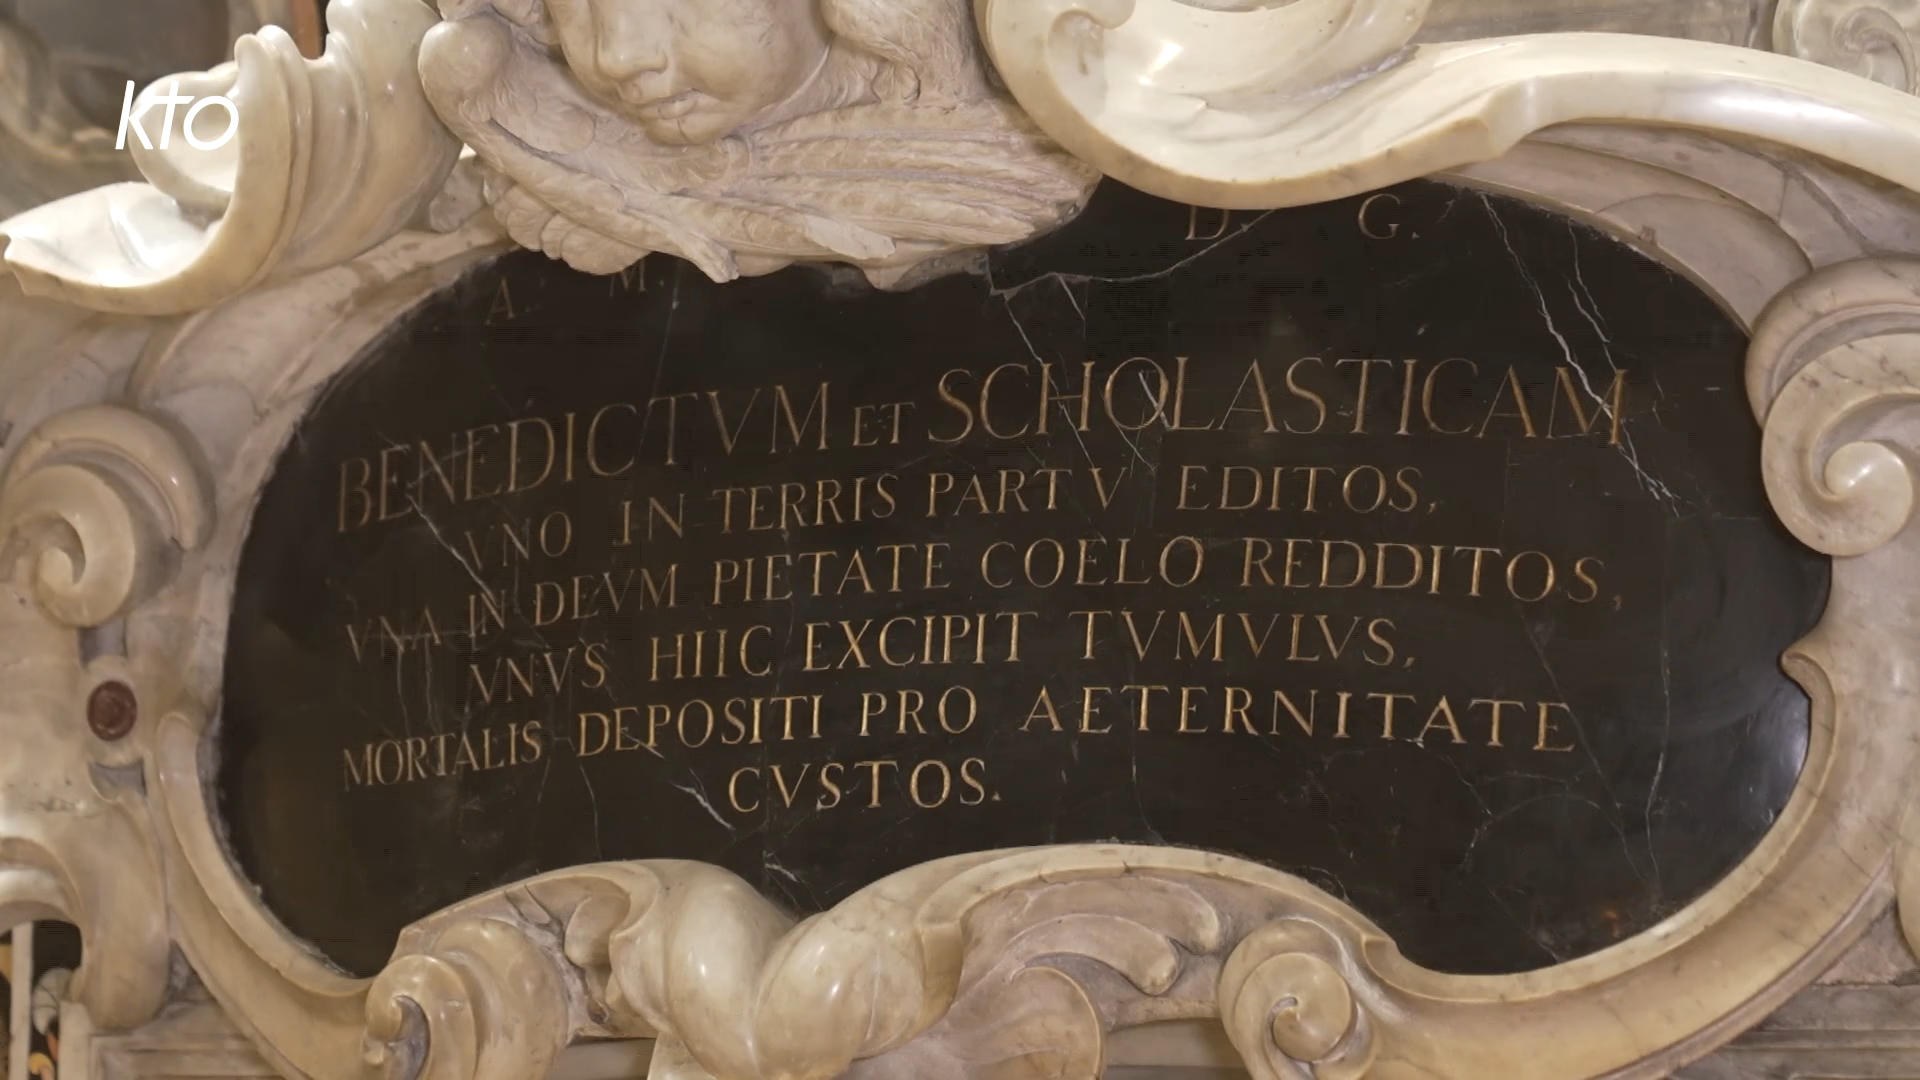 kto
A. M. D. G.
BENEDICTVM ET SCHOLASTICAM
VNO IN TERRIS PARTV EDITOS,
VNA IN DEVM PIETATE COELO REDDITOS,
VNVS HIIC EXCIPIT TVMVLVS,
MORTALIS DEPOSITI PRO AETERNITATE
CVSTOS.